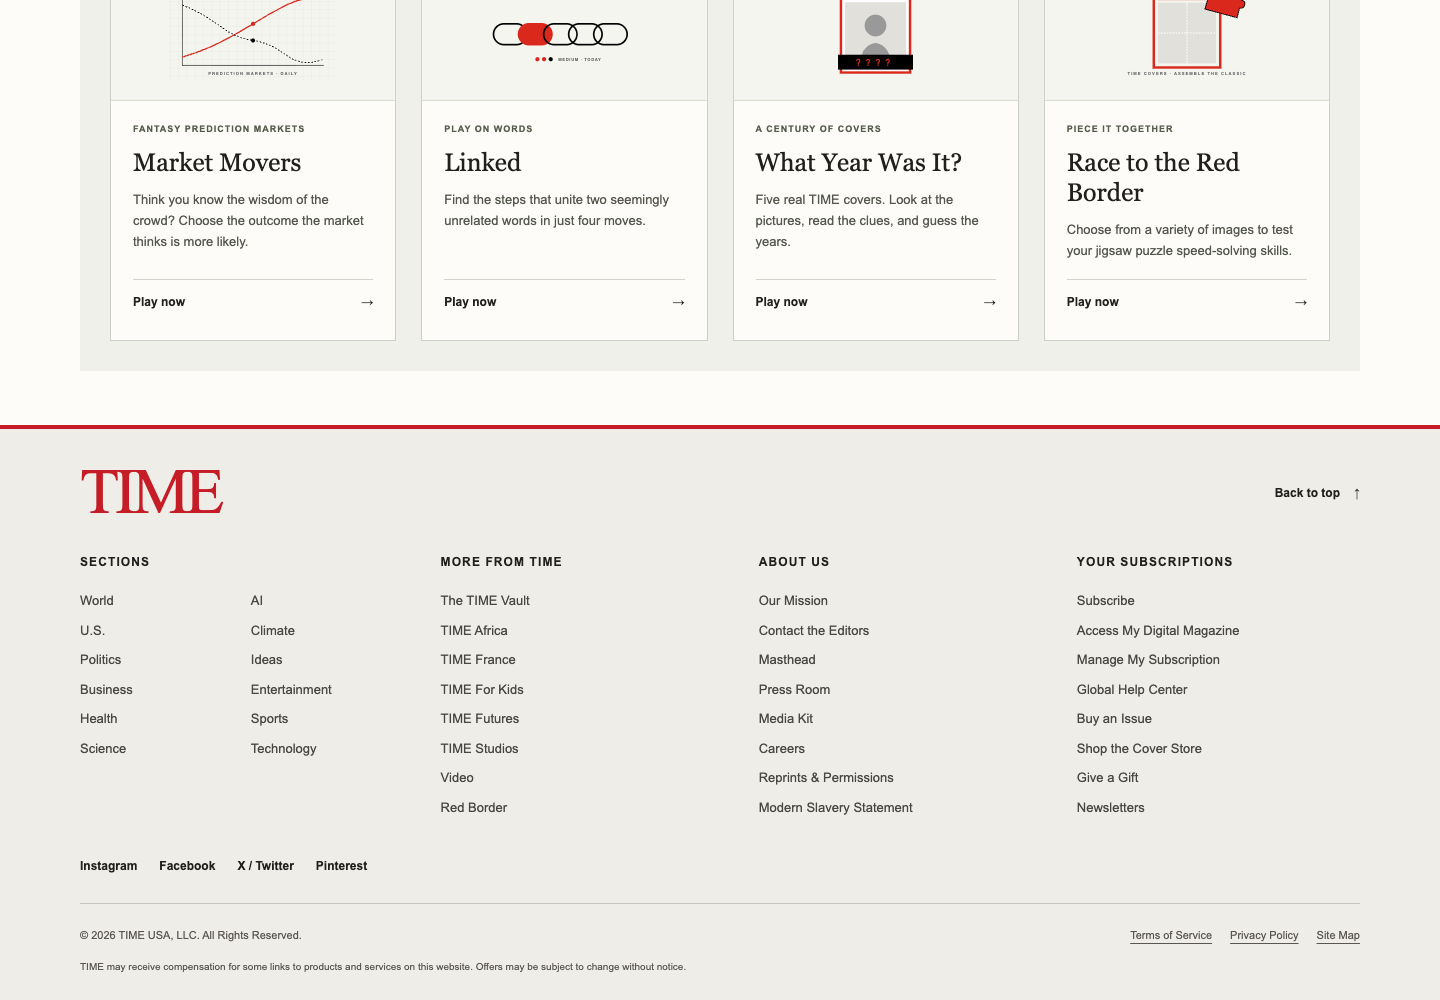 PREDICTION MARKETS · DAILY
MEDIUM · TODAY
? ? ? ?
TIME COVERS · ASSEMBLE THE CLASSIC
FANTASY PREDICTION MARKETS
Market Movers
Think you know the wisdom of the
crowd? Choose the outcome the market
thinks is more likely.
Play now →
PLAY ON WORDS
Linked
Find the steps that unite two seemingly
unrelated words in just four moves.
Play now →
A CENTURY OF COVERS
What Year Was It?
Five real TIME covers. Look at the
pictures, read the clues, and guess the
years.
Play now →
PIECE IT TOGETHER
Race to the Red
Border
Choose from a variety of images to test
your jigsaw puzzle speed-solving skills.
Play now →
TIME
Back to top ↑
SECTIONS
World
U.S.
Politics
Business
Health
Science
AI
Climate
Ideas
Entertainment
Sports
Technology
MORE FROM TIME
The TIME Vault
TIME Africa
TIME France
TIME For Kids
TIME Futures
TIME Studios
Video
Red Border
ABOUT US
Our Mission
Contact the Editors
Masthead
Press Room
Media Kit
Careers
Reprints & Permissions
Modern Slavery Statement
YOUR SUBSCRIPTIONS
Subscribe
Access My Digital Magazine
Manage My Subscription
Global Help Center
Buy an Issue
Shop the Cover Store
Give a Gift
Newsletters
Instagram Facebook X / Twitter Pinterest
© 2026 TIME USA, LLC. All Rights Reserved.
Terms of Service Privacy Policy Site Map
TIME may receive compensation for some links to products and services on this website. Offers may be subject to change without notice.